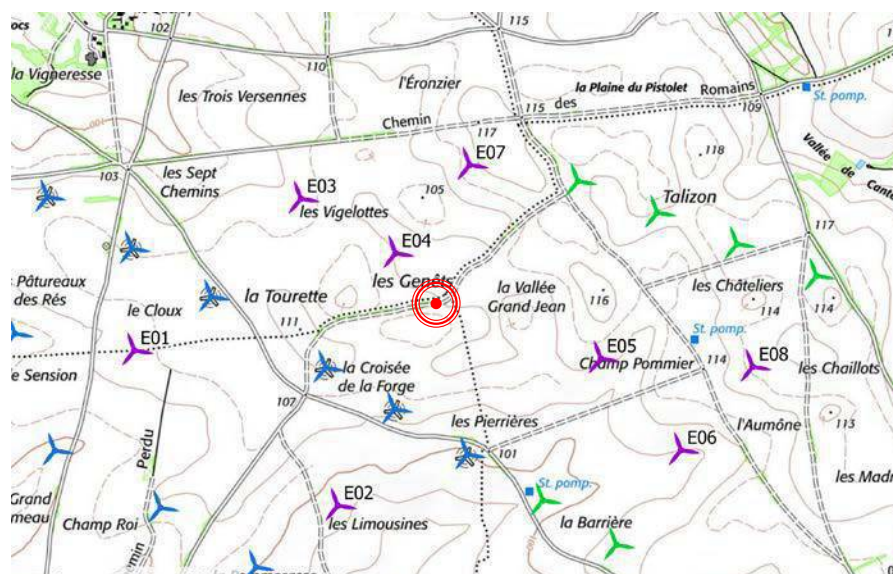 ocs
102
115
la Vigneresse
110
l'Éronzier
la Plaine du Pistolet
les Trois Versennes
Chemin
des
Romains
St. pomp.
115
109
117
118
Vallée
de
103
les Sept
Chemins
E07
E03
les Vigelottes
105
Talizon
117
E04
les Genêts
Pâtureaux
des Rés
la Tourette
la Vallée
Grand Jean
116
les Châteliers
114
114
le Cloux
111
St. pomp.
E01
E05
Champ Pommier
114
E08
les Chaillots
e Sension
la Croisée
de la Forge
107
les Pierrières
l'Aumône
113
101
E06
Perdu
St. pomp.
les Madr
Grand
meau
E02
Champ Roi
les Limousines
la Barrière